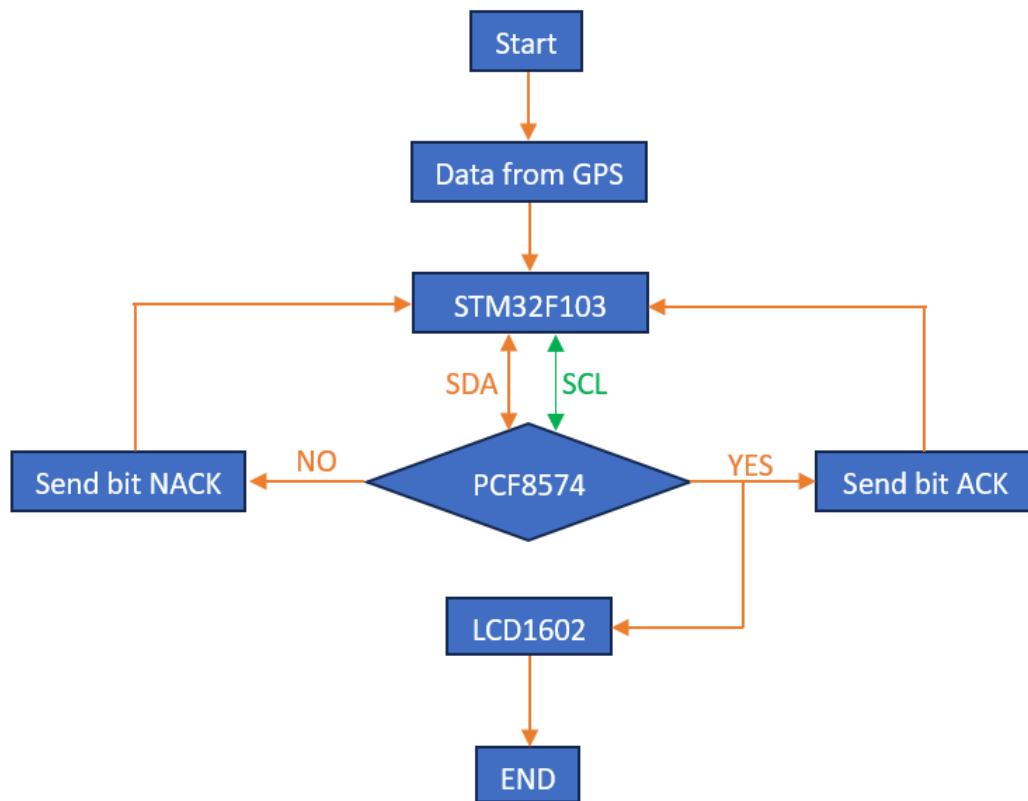 Start
Data from GPS
STM32F103
SDA
SCL
NO
YES
Send bit NACK
PCF8574
Send bit ACK
LCD1602
END